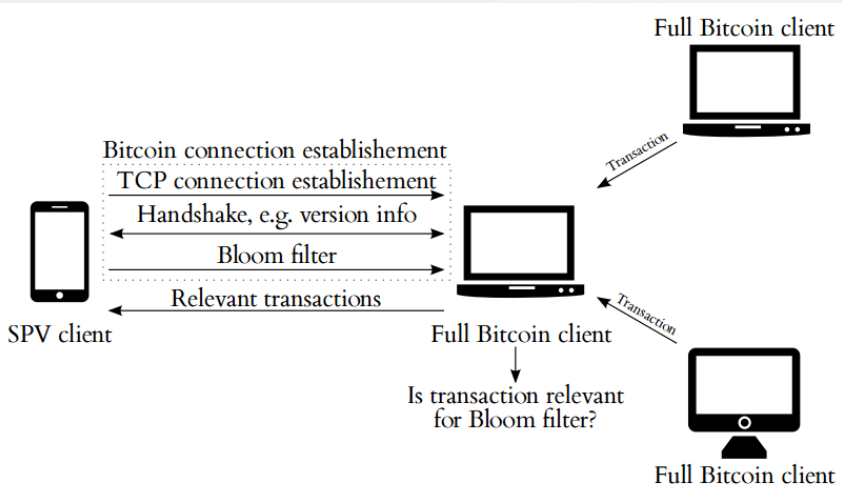 Full Bitcoin client
Transaction
Bitcoin connection establishement
TCP connection establishement
Handshake, e.g. version info
Bloom filter
Relevant transactions
SPV client
Full Bitcoin client
Transaction
Is transaction relevant
for Bloom filter?
Full Bitcoin client